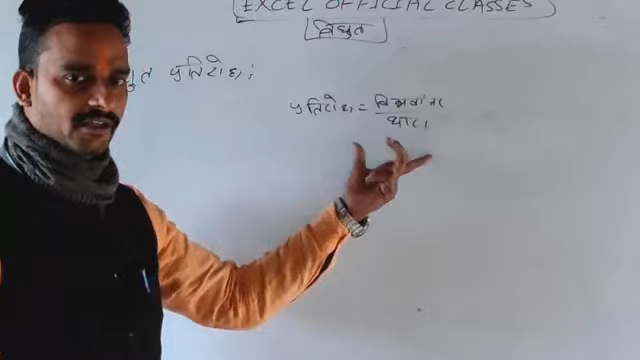 EXCEL OFFICIAL CLASSES
विद्युत
त प्रतिरोध:
प्रतिरोध = विभवांतर
धारा